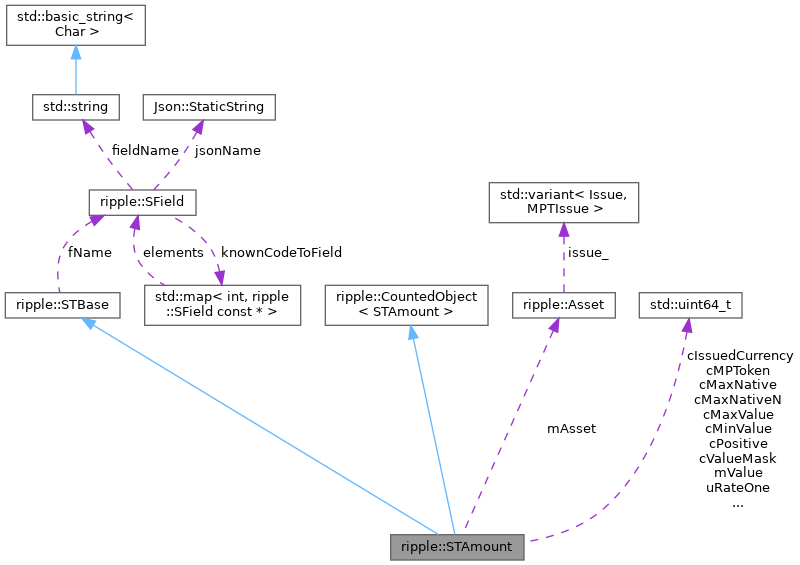 std::basic_string<
Char >
std::string
Json::StaticString
fieldName
jsonName
ripple::SField
std::variant< Issue,
MPTIssue >
fName
elements
knownCodeToField
issue_
ripple::STBase
std::map< int, ripple
::SField const * >
ripple::CountedObject
< STAmount >
ripple::Asset
std::uint64_t
cIssuedCurrency
cMPToken
cMaxNative
cMaxNativeN
cMaxValue
cMinValue
cPositive
cValueMask
mValue
uRateOne
...
mAsset
ripple::STAmount